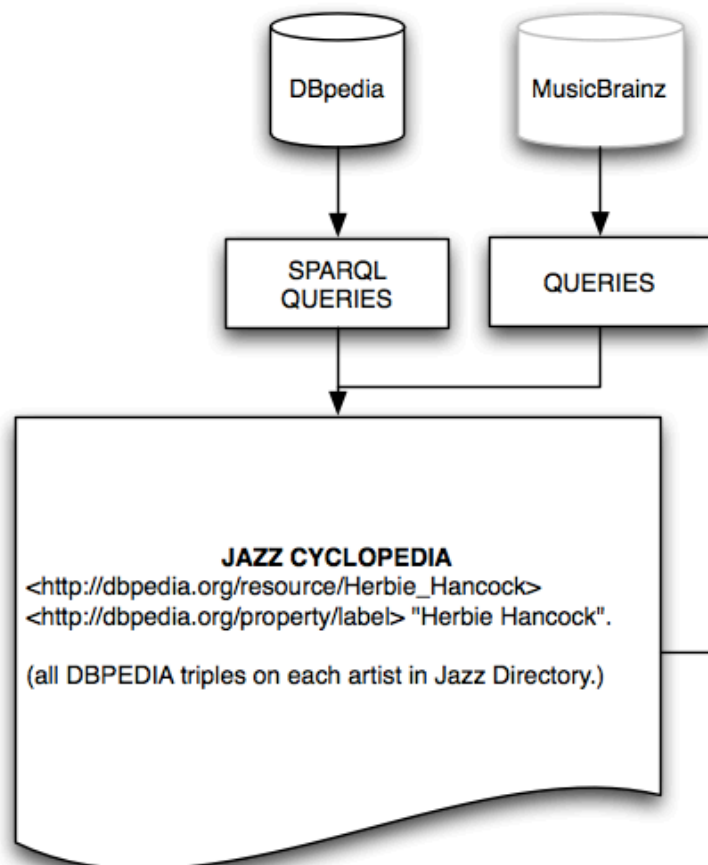 DBpedia
MusicBrainz
SPARQL
QUERIES
QUERIES
JAZZ CYCLOPEDIA
<http://dbpedia.org/resource/Herbie_Hancock>
<http://dbpedia.org/property/label> "Herbie Hancock".
(all DBPEDIA triples on each artist in Jazz Directory.)